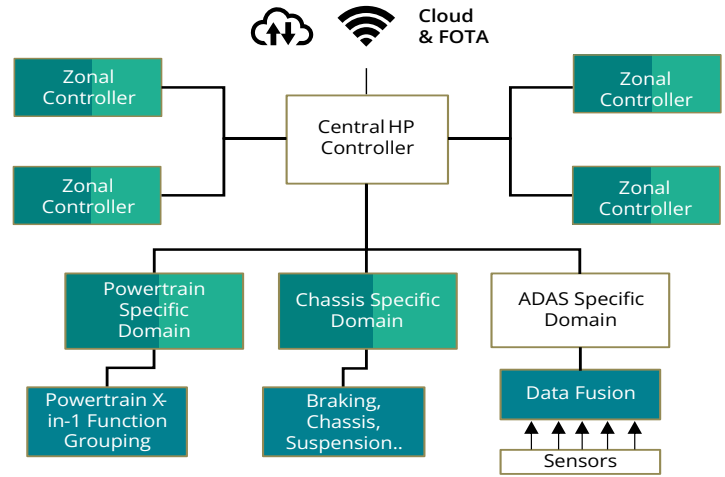 Cloud
& FOTA
Zonal
Controller
Zonal
Controller
Central HP
Controller
Zonal
Controller
Zonal
Controller
Powertrain
Specific
Domain
Chassis Specific
Domain
ADAS Specific
Domain
Powertrain X-
in-1 Function
Grouping
Braking,
Chassis,
Suspension..
Data Fusion
Sensors